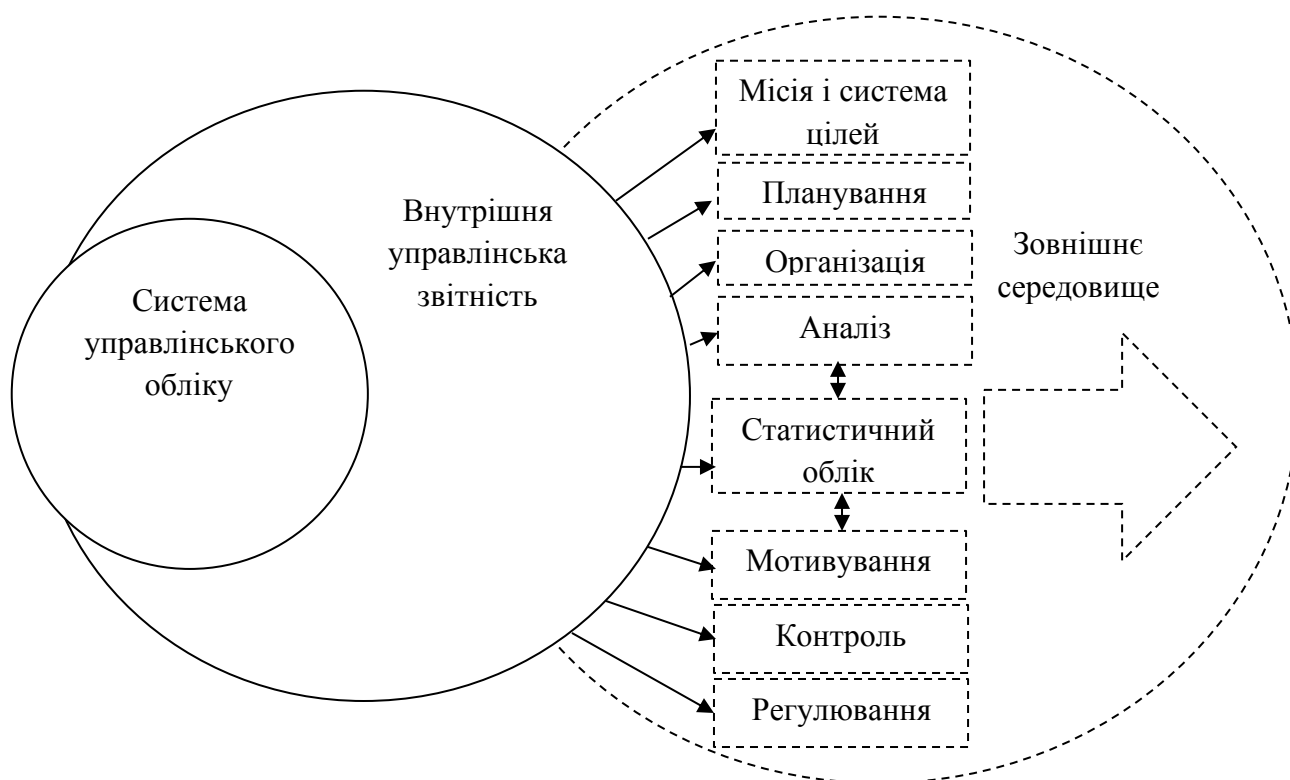 Система
управлінського
обліку
Внутрішня
управлінська
звітність
Місія і система
цілей
Планування
Організація
Аналіз
Статистичний
облік
Мотивування
Контроль
Регулювання
Зовнішнє
середовище